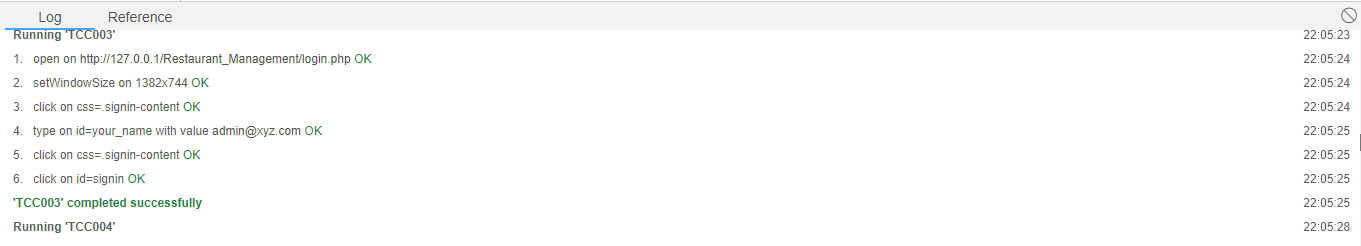 Log Reference
Running 'TCC003' 22:05:23
1. open on http://127.0.0.1/Restaurant_Management/login.php OK 22:05:24
2. setWindowSize on 1382x744 OK 22:05:24
3. click on css=.signin-content OK 22:05:24
4. type on id=your_name with value admin@xyz.com OK 22:05:25
5. click on css=.signin-content OK 22:05:25
6. click on id=signin OK 22:05:25
'TCC003' completed successfully 22:05:25
Running 'TCC004' 22:05:28